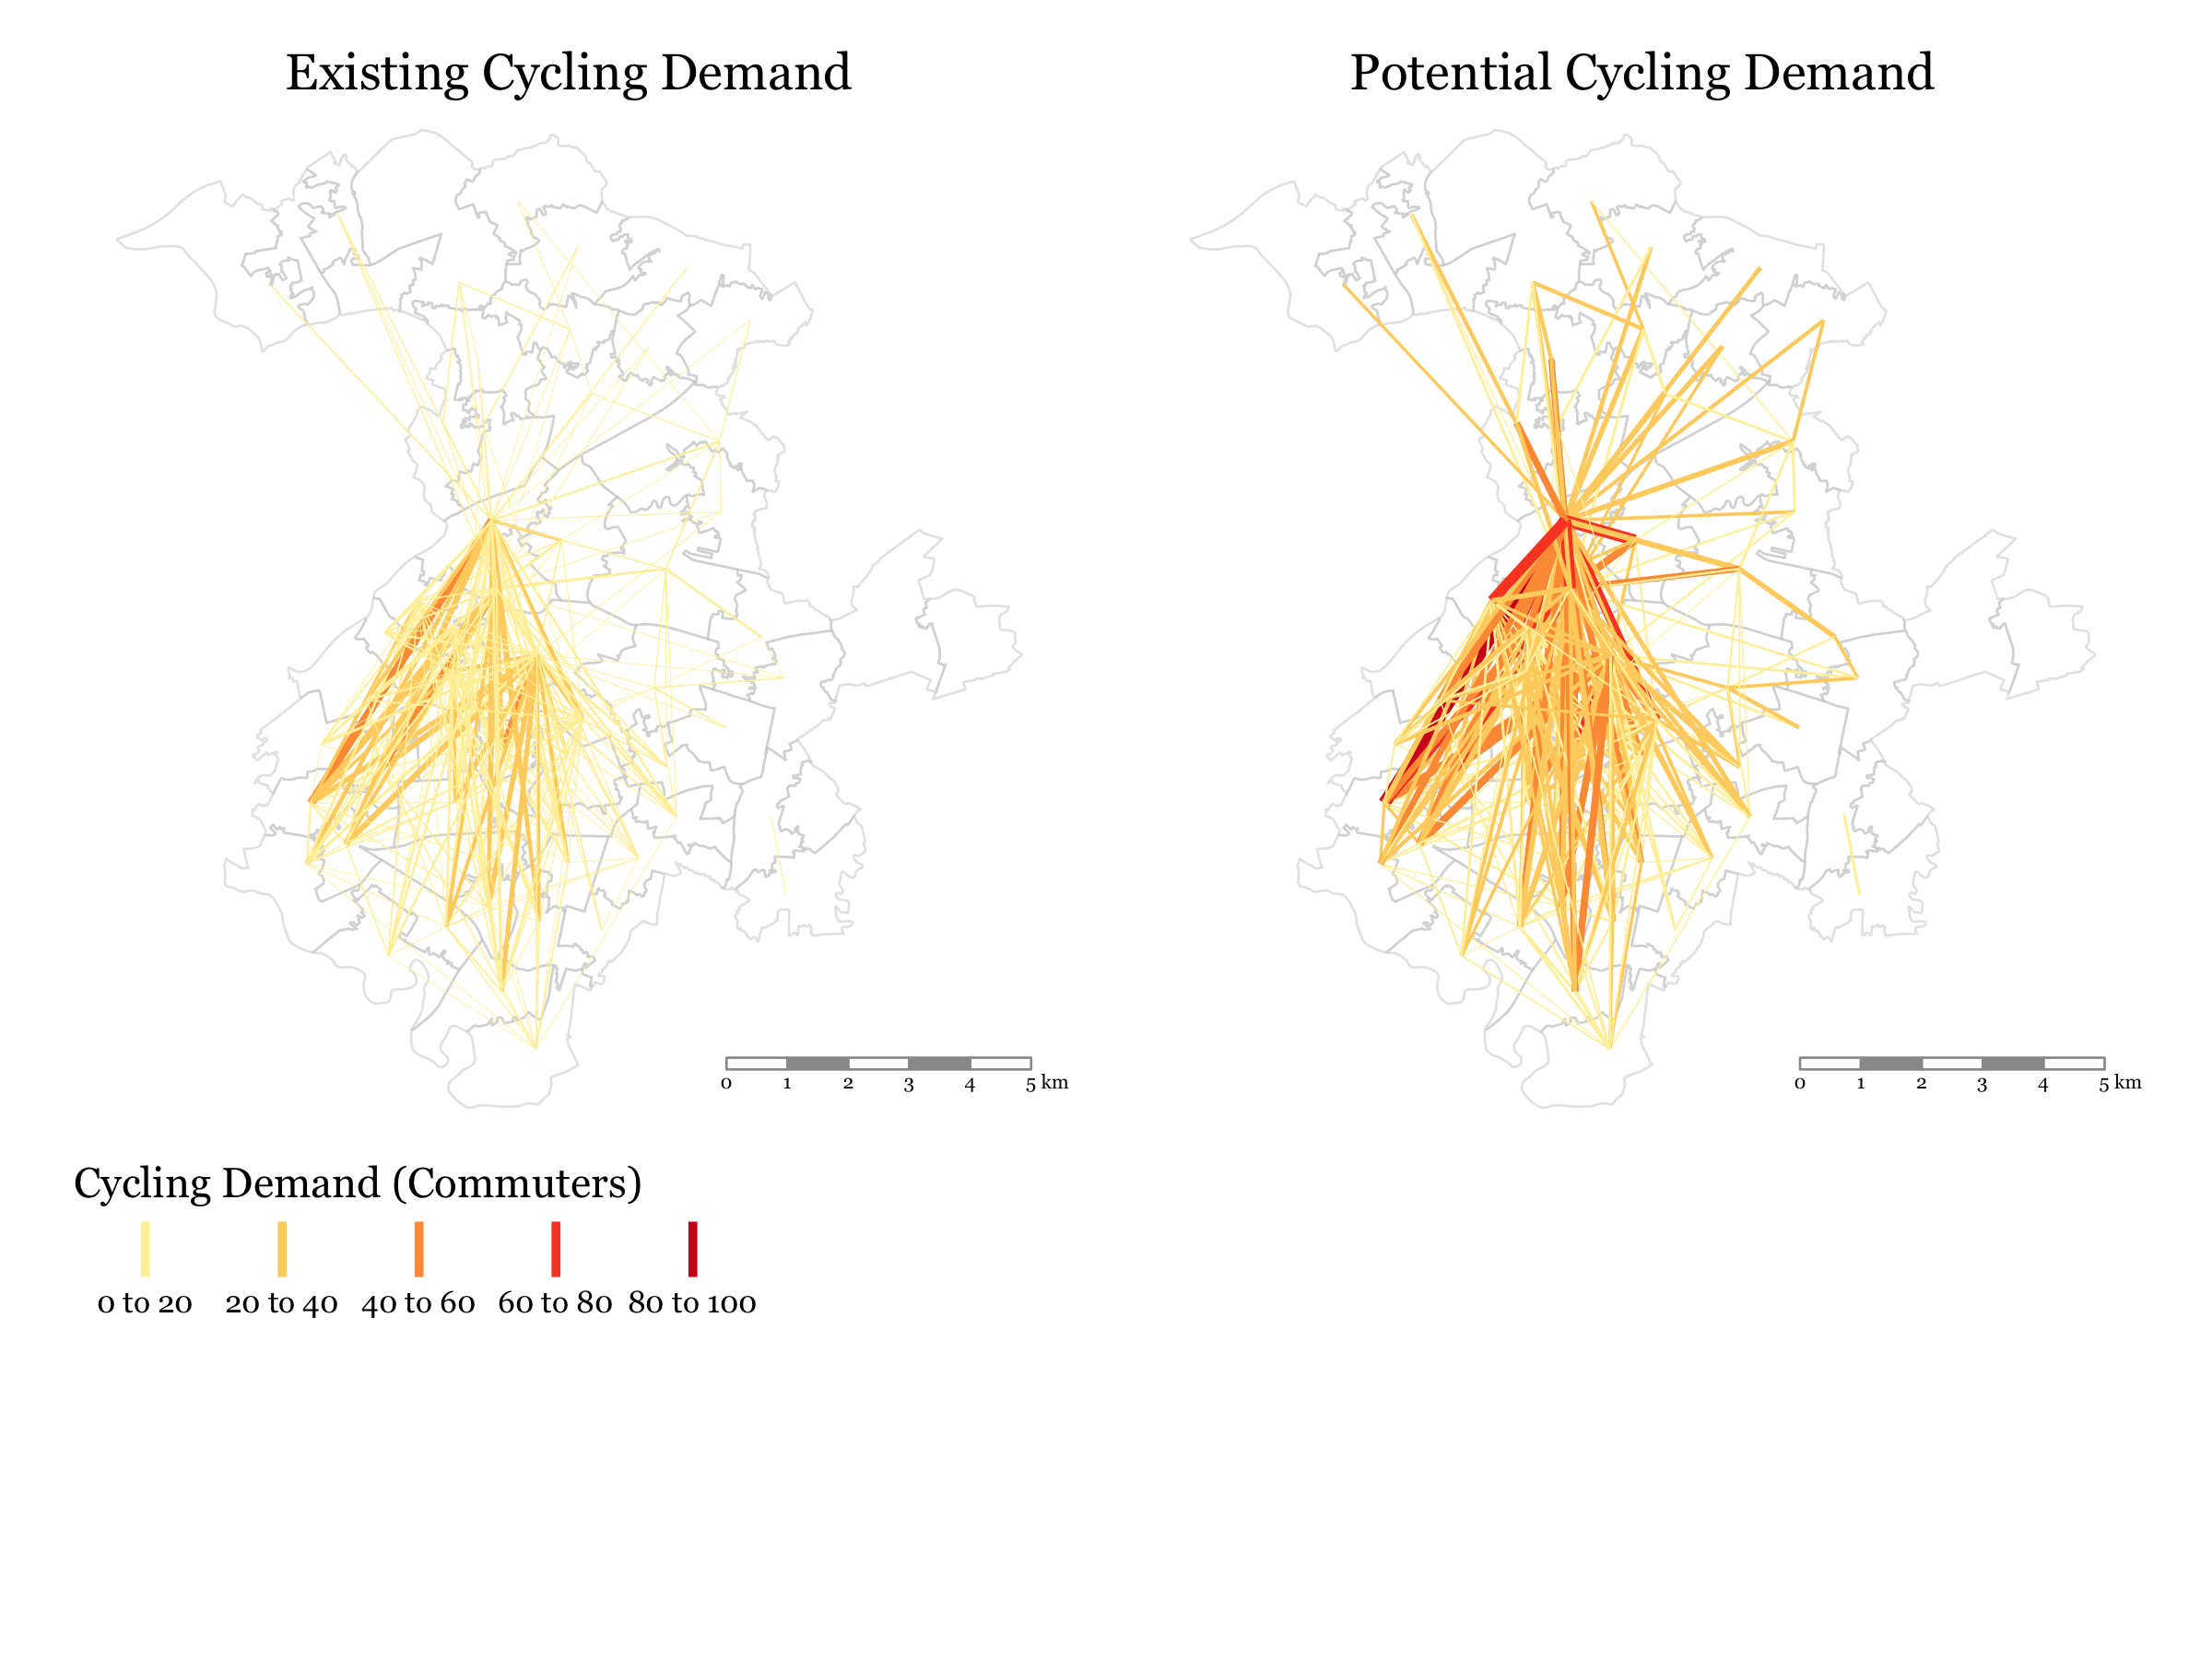 Existing Cycling Demand
Potential Cycling Demand
0 1 2 3 4 5 km
0 1 2 3 4 5 km
Cycling Demand (Commuters)
0 to 20 20 to 40 40 to 60 60 to 80 80 to 100